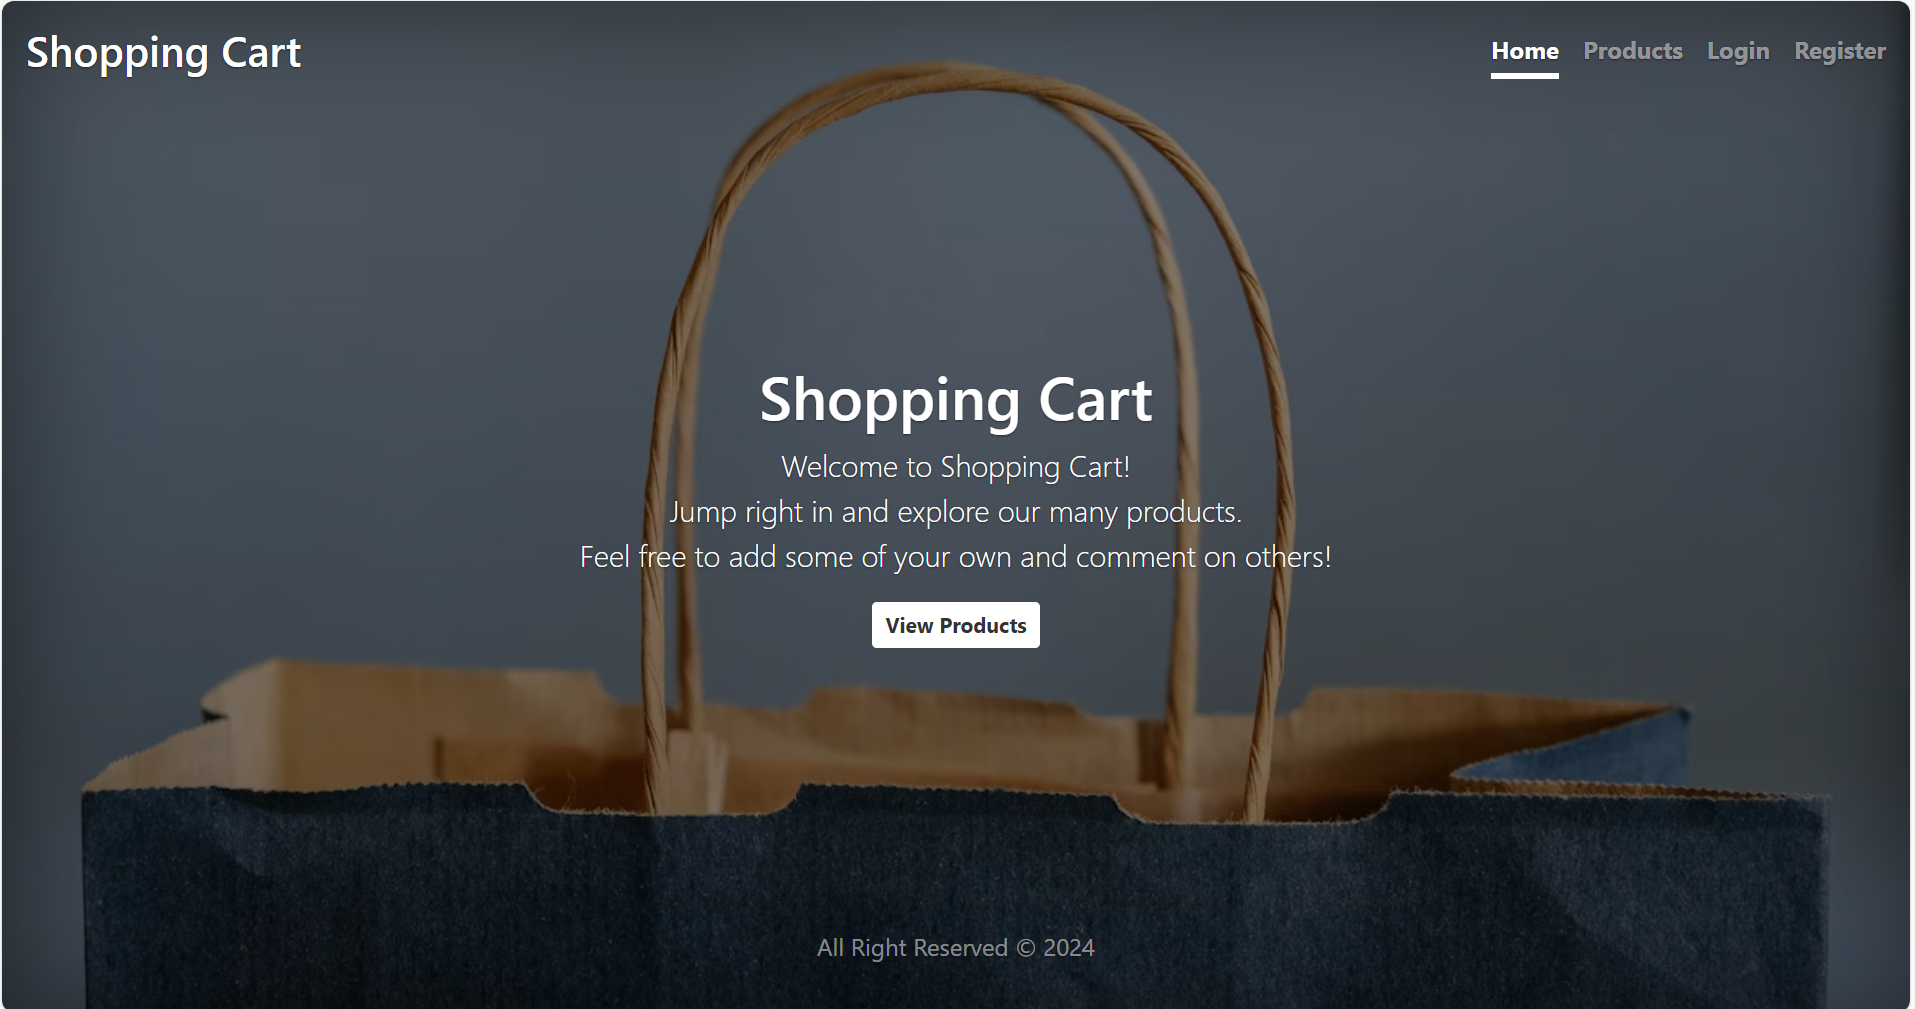 Shopping Cart
Home Products Login Register
Shopping Cart
Welcome to Shopping Cart!
Jump right in and explore our many products.
Feel free to add some of your own and comment on others!
View Products
All Right Reserved © 2024